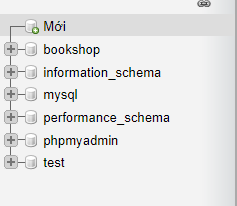 Mới
bookshop
information_schema
mysql
performance_schema
phpmyadmin
test